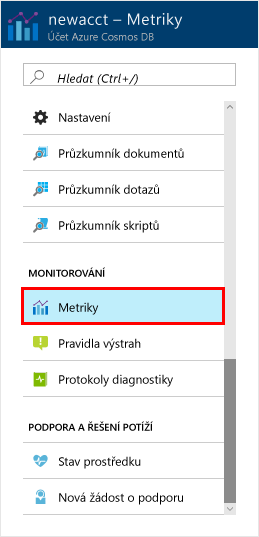 newacct – Metriky
Účet Azure Cosmos DB
Hledat (Ctrl+/)
Nastavení
Průzkumník dokumentů
Průzkumník dotazů
Průzkumník skriptů
MONITOROVÁNÍ
Metriky
Pravidla výstrah
Protokoly diagnostiky
PODPORA A ŘEŠENÍ POTÍŽÍ
Stav prostředku
Nová žádost o podporu